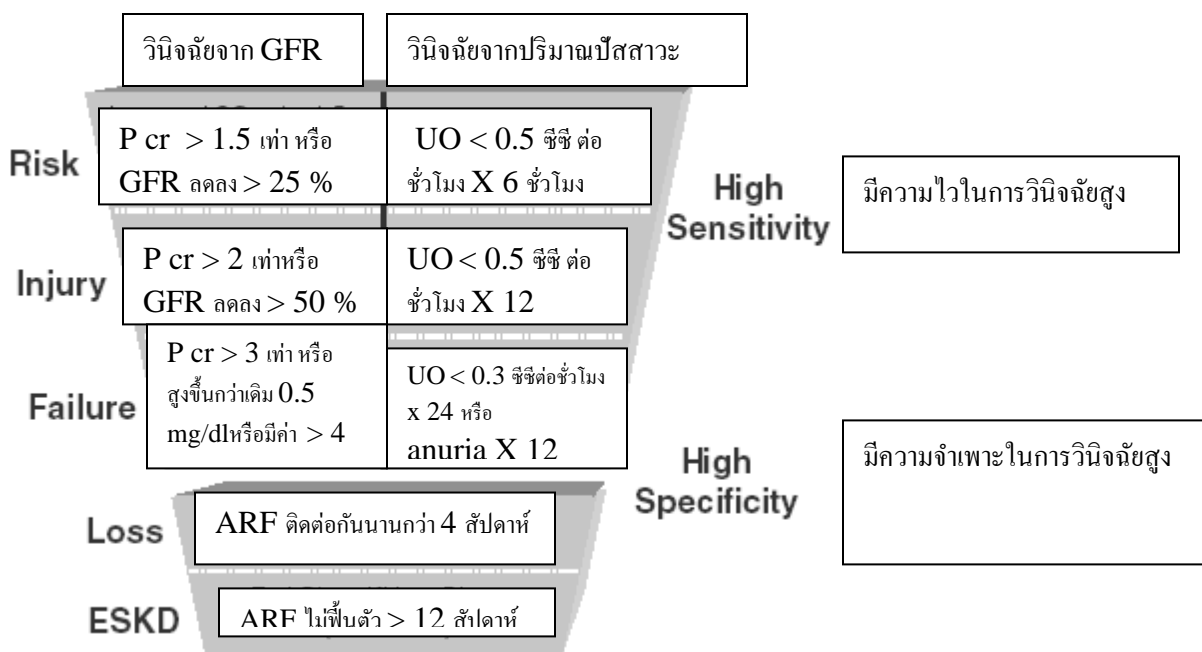 วินิจฉัยจาก GFR
วินิจฉัยจากปริมาณปัสสาวะ
Risk
P cr > 1.5 เท่า หรือ
GFR ลดลง > 25 %
UO < 0.5 ซีซี ต่อ
ชั่วโมง X 6 ชั่วโมง
High
Sensitivity
มีความไวในการวินิจฉัยสูง
Injury
P cr > 2 เท่าหรือ
GFR ลดลง > 50 %
UO < 0.5 ซีซี ต่อ
ชั่วโมง X 12
Failure
P cr > 3 เท่า หรือ
สูงขึ้นกว่าเดิม 0.5
mg/dlหรือมีค่า > 4
UO < 0.3 ซีซีต่อชั่วโมง
x 24 หรือ
anuria X 12
High
Specificity
มีความจำเพาะในการวินิจฉัยสูง
Loss
ARF ติดต่อกันนานกว่า 4 สัปดาห์
ESKD
ARF ไม่ฟื้นตัว > 12 สัปดาห์